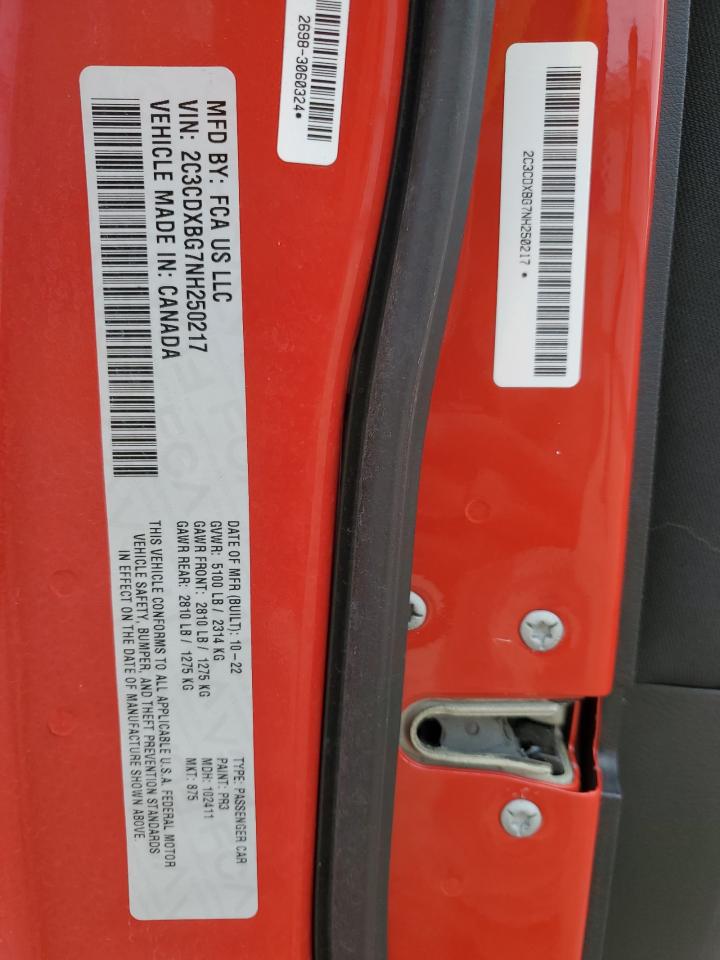 2C3CDXBG7NH250217 *
2698-3060324*
MFD BY: FCA US LLC
VIN: 2C3CDXBG7NH250217
VEHICLE MADE IN: CANADA
DATE OF MFR (BUILT): 10-22
GVWR: 5100 LB / 2314 KG
GAWR FRONT: 2810 LB / 1275 KG
GAWR REAR: 2810 LB / 1275 KG
THIS VEHICLE CONFORMS TO ALL APPLICABLE U.S.A. FEDERAL MOTOR
VEHICLE SAFETY, BUMPER, AND THEFT PREVENTION STANDARDS
IN EFFECT ON THE DATE OF MANUFACTURE SHOWN ABOVE.
TYPE: PASSENGER CAR
PAINT: PR3
MDH: 102411
MKT: 875